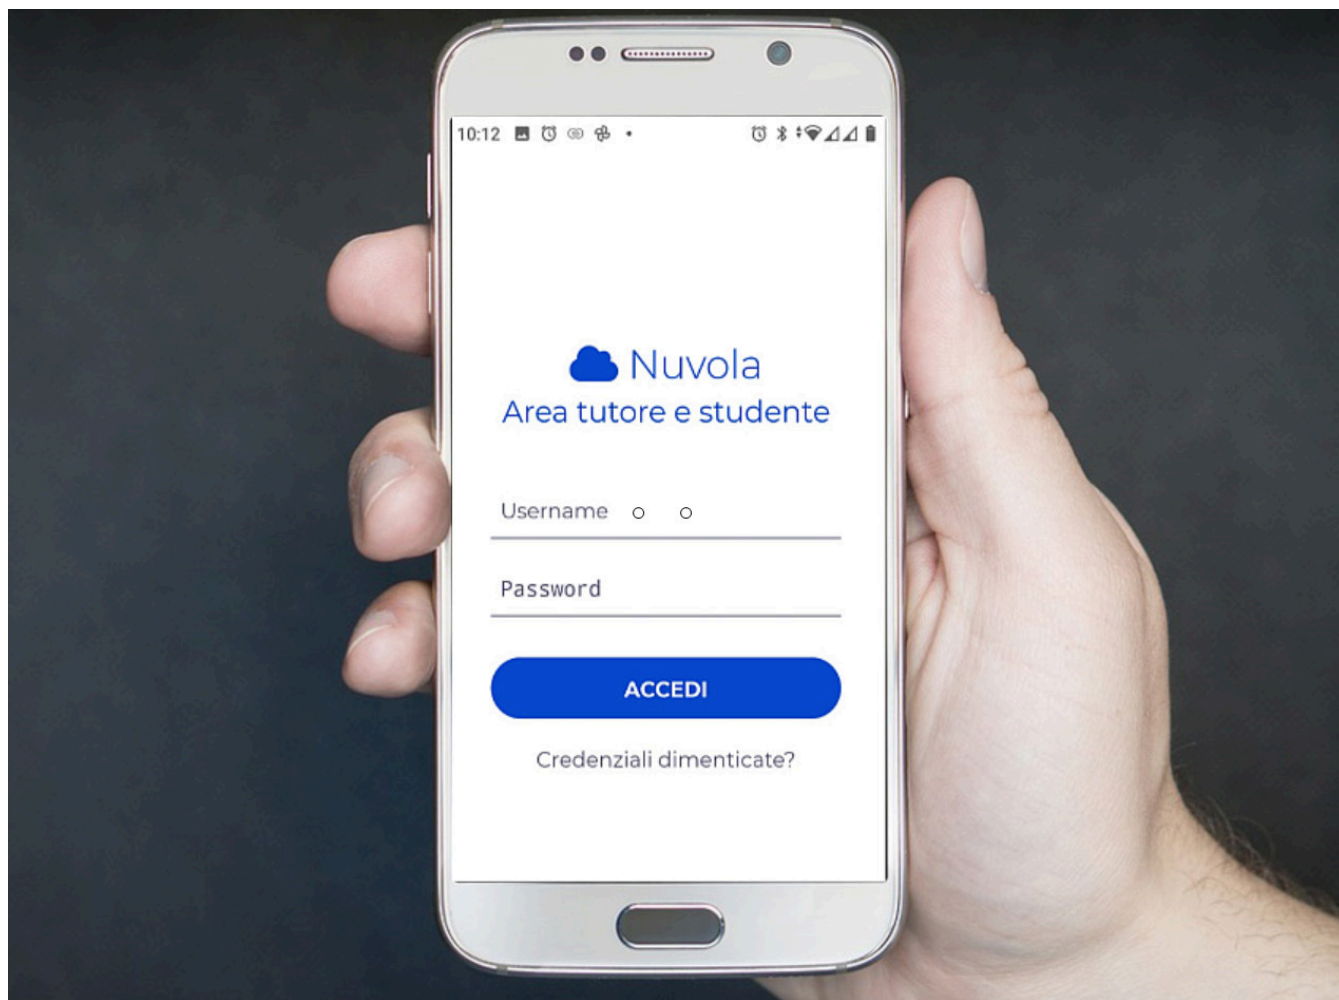 10:12
Nuvola
Area tutore e studente
Username
Password
ACCEDI
Credenziali dimenticate?